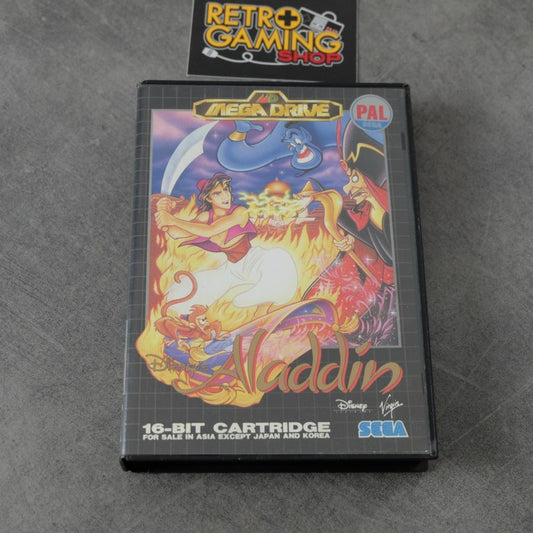 RETRO
GAMING
SHOP
MD
MEGA DRIVE
PAL
Disney's
Aladdin
Disney
Virgin
16-BIT CARTRIDGE
FOR SALE IN ASIA EXCEPT JAPAN AND KOREA
SEGA